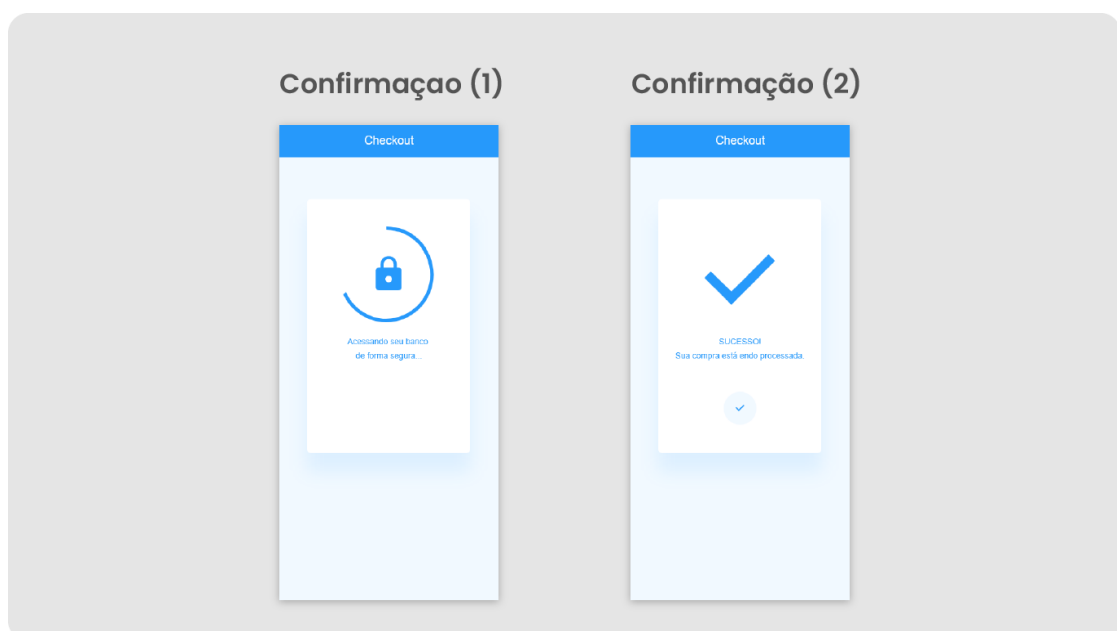 Confirmaçao (1)
Confirmação (2)
Checkout
Checkout
Acessando seu banco
de forma segura...
SUCESSO!
Sua compra está endo processada.